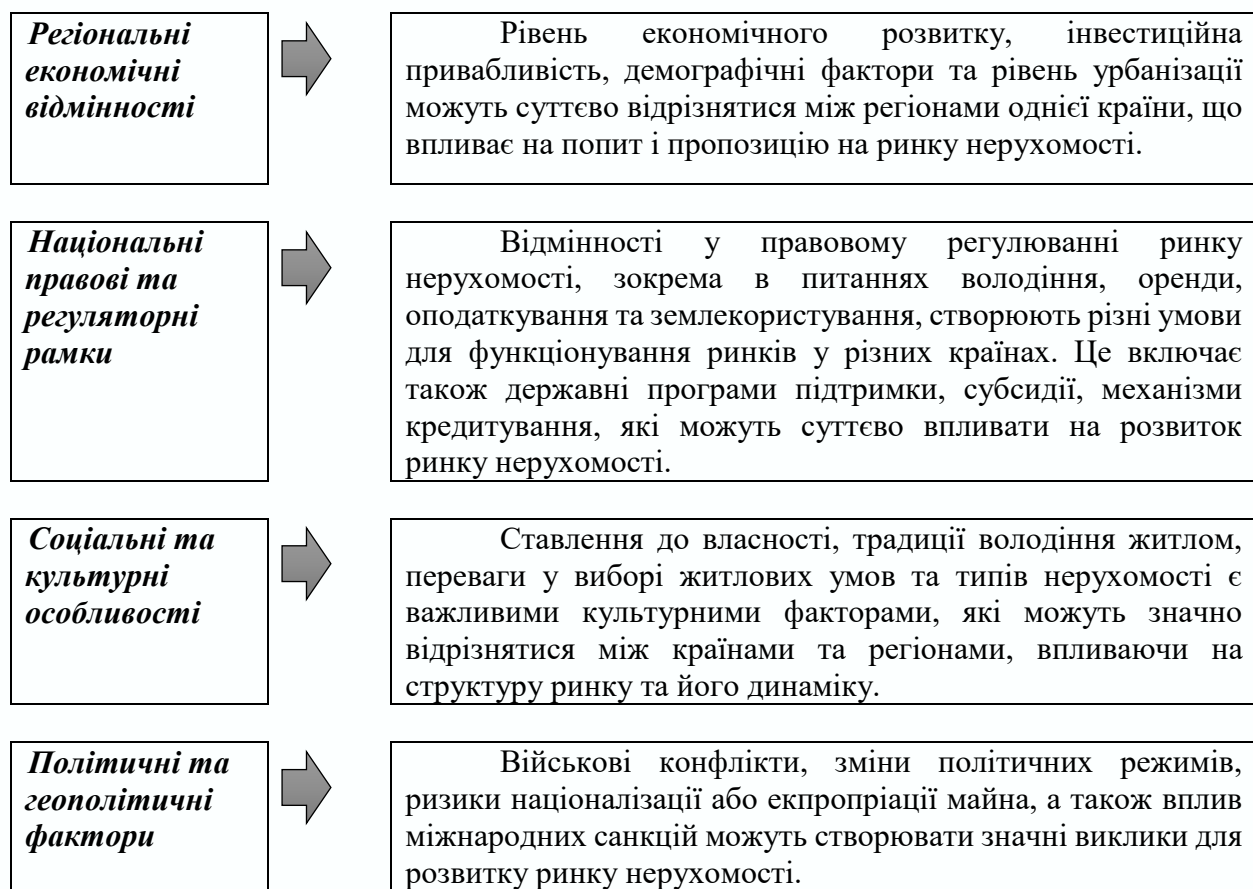 Регіональні
економічні
відмінності
Рівень економічного розвитку, інвестиційна
привабливість, демографічні фактори та рівень урбанізації
можуть суттєво відрізнятися між регіонами однієї країни, що
впливає на попит і пропозицію на ринку нерухомості.
Національні
правові та
регуляторні
рамки
Відмінності у правовому регулюванні ринку
нерухомості, зокрема в питаннях володіння, оренди,
оподаткування та землекористування, створюють різні умови
для функціонування ринків у різних країнах. Це включає
також державні програми підтримки, субсидії, механізми
кредитування, які можуть суттєво впливати на розвиток
ринку нерухомості.
Соціальні та
культурні
особливості
Ставлення до власності, традиції володіння житлом,
переваги у виборі житлових умов та типів нерухомості є
важливими культурними факторами, які можуть значно
відрізнятися між країнами та регіонами, впливаючи на
структуру ринку та його динаміку.
Політичні та
геополітичні
фактори
Військові конфлікти, зміни політичних режимів,
ризики націоналізації або екпропріації майна, а також вплив
міжнародних санкцій можуть створювати значні виклики для
розвитку ринку нерухомості.